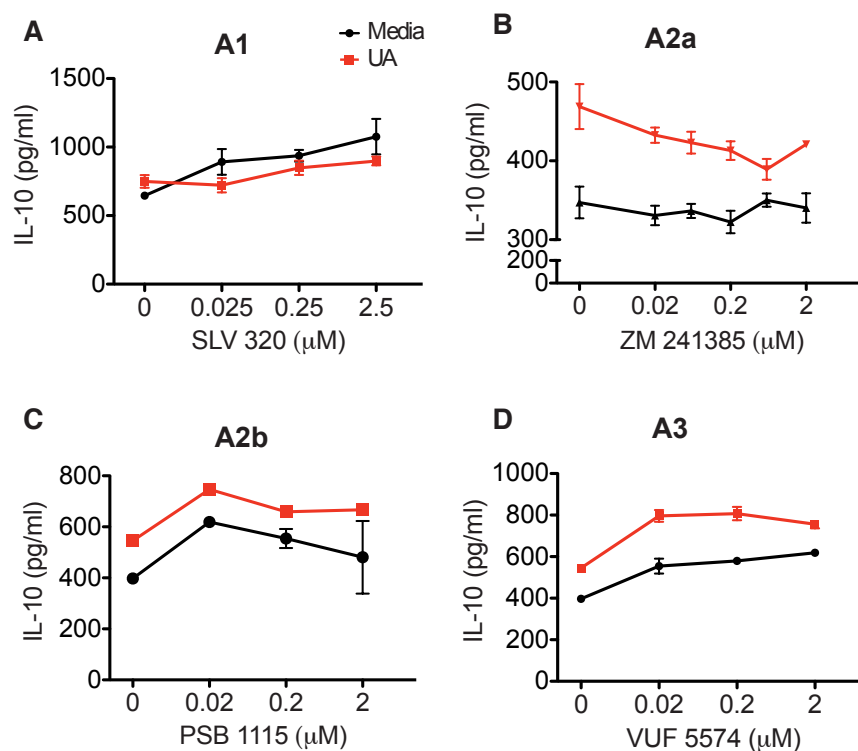 A
A1
Media
UA
IL-10 (pg/ml)
1500
1000
500
0
0 0.025 0.25 2.5
SLV 320 (μM)
B
A2a
IL-10 (pg/ml)
500
400
300
200
0
0 0.02 0.2 2
ZM 241385 (μM)
C
A2b
IL-10 (pg/ml)
800
600
400
200
0
0 0.02 0.2 2
PSB 1115 (μM)
D
A3
IL-10 (pg/ml)
1000
800
600
400
200
0
0 0.02 0.2 2
VUF 5574 (μM)